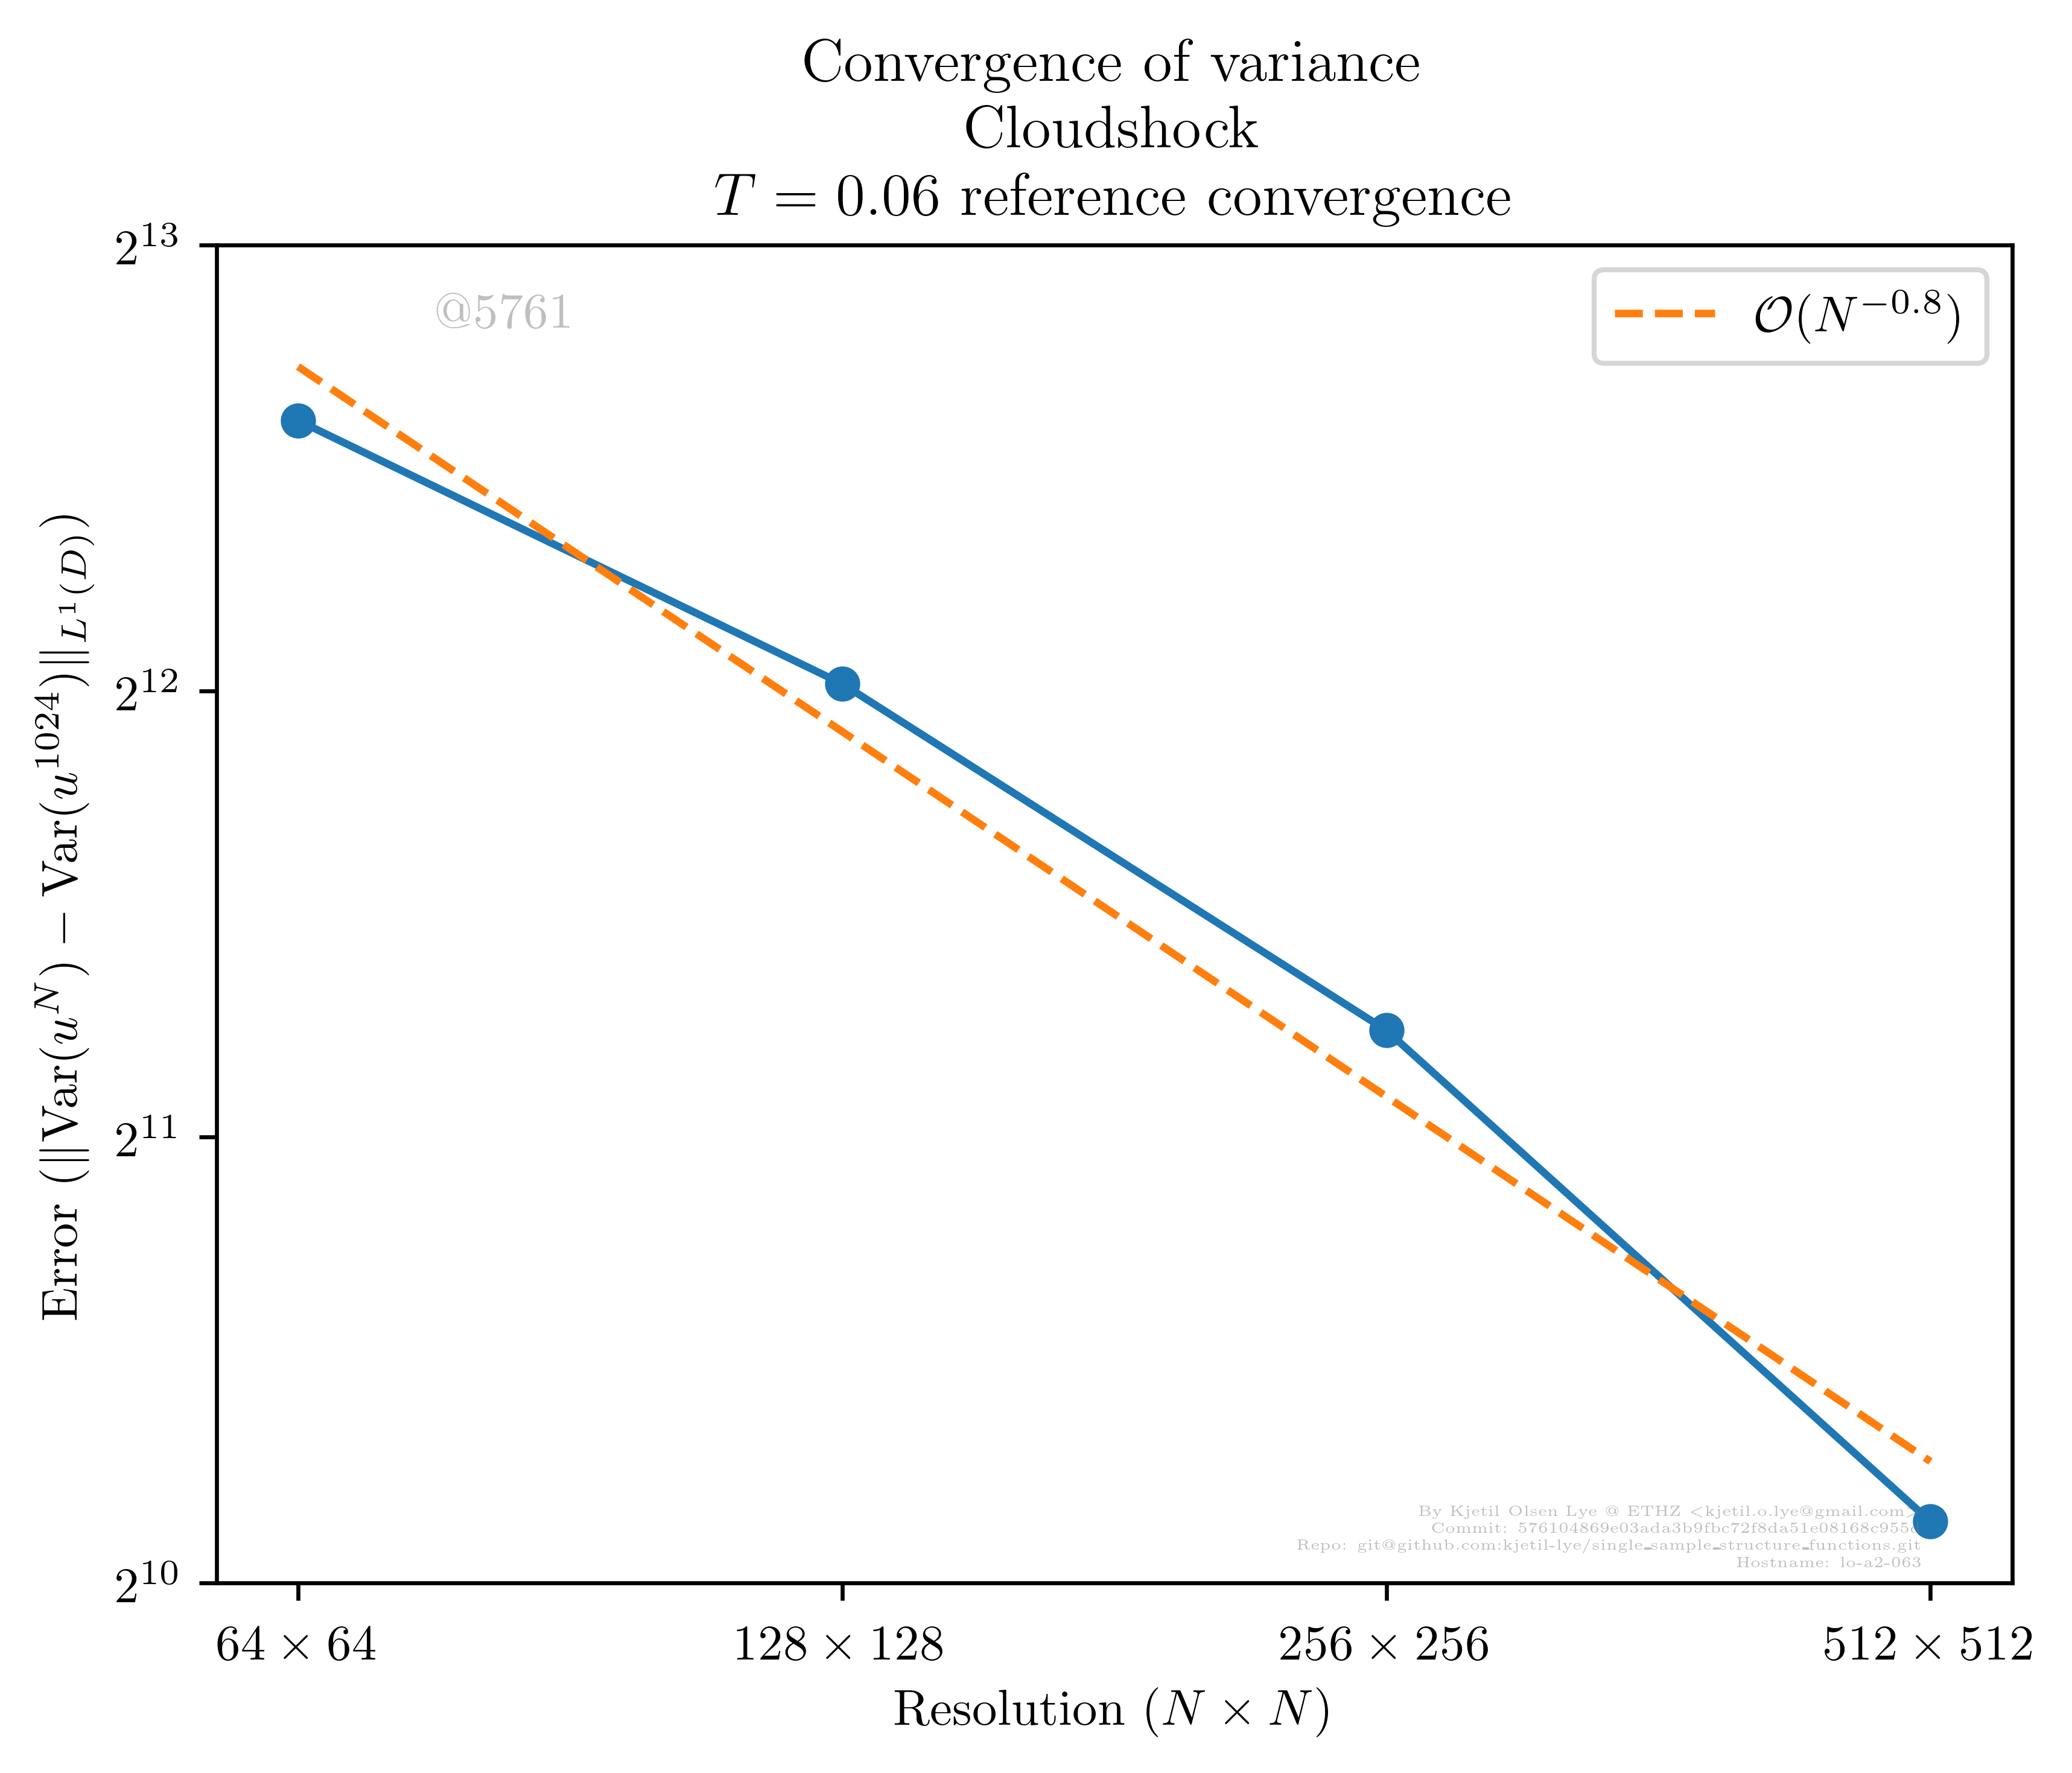 Convergence of variance
Cloudshock
T = 0.06 reference convergence
@5761
𝒪(N^{-0.8})
2^{13}
2^{12}
2^{11}
2^{10}
Error (‖Var(u^N) − Var(u^{1024})‖_{L^1(D)})
By Kjetil Olsen Lye @ ETHZ <kjetil.o.lye@gmail.com>
Commit: 576104869e03ada3b9fbc72f8da51e08168c955
Repo: git@github.com:kjetil-lye/single_sample_structure_functions.git
Hostname: lo-a2-063
64 × 64
128 × 128
256 × 256
512 × 512
Resolution (N × N)